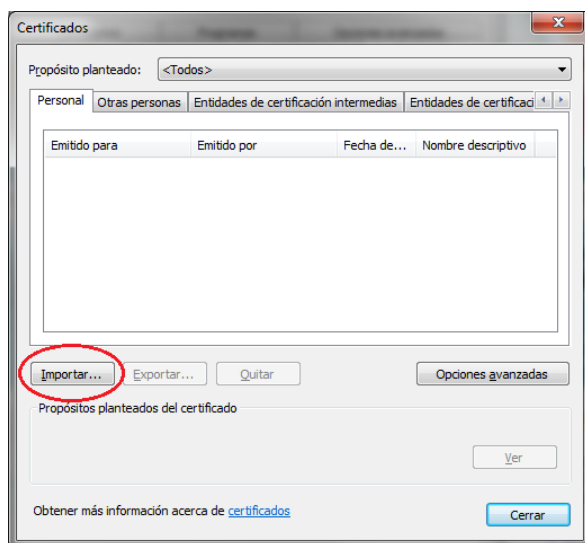 Certificados
Propósito planteado: <Todos>
Personal Otras personas Entidades de certificación intermedias Entidades de certificaci
Emitido para Emitido por Fecha de... Nombre descriptivo
Importar... Exportar... Quitar Opciones avanzadas
Propósitos planteados del certificado
Ver
Obtener más información acerca de certificados
Cerrar